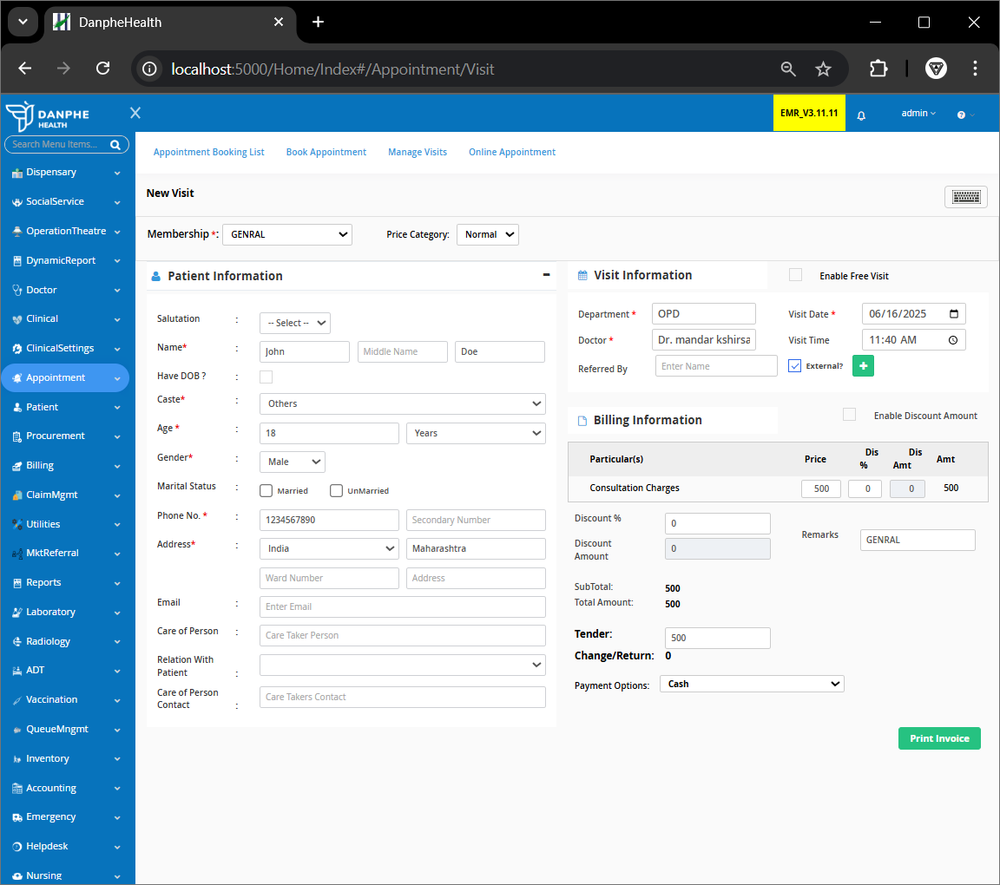 DanpheHealth
localhost:5000/Home/Index#/Appointment/Visit
DANPHE
HEALTH
EMR_V3.11.11
admin
Search Menu Items...
Appointment Booking List
Book Appointment
Manage Visits
Online Appointment
Dispensary
SocialService
OperationTheatre
DynamicReport
Doctor
Clinical
ClinicalSettings
Appointment
Patient
Procurement
Billing
ClaimMgmt
Utilities
MktReferral
Reports
Laboratory
Radiology
ADT
Vaccination
QueueMngmt
Inventory
Accounting
Emergency
Helpdesk
Nursing
New Visit
Membership *: GENRAL
Price Category: Normal
Patient Information
Salutation : -- Select --
Name* : John Middle Name Doe
Have DOB ? :
Caste* : Others
Age * : 18 Years
Gender* : Male
Marital Status : Married UnMarried
Phone No. * : 1234567890 Secondary Number
Address* : India Maharashtra
Ward Number Address
Email : Enter Email
Care of Person : Care Taker Person
Relation With
Patient :
Care of Person
Contact : Care Takers Contact
Visit Information
Enable Free Visit
Department * OPD
Visit Date * 06/16/2025
Doctor * Dr. mandar kshirsa
Visit Time 11:40 AM
Referred By Enter Name
External?
Billing Information
Enable Discount Amount
Particular(s) Price Dis % Dis Amt Amt
Consultation Charges 500 0 0 500
Discount % 0
Remarks GENRAL
Discount
Amount 0
SubTotal: 500
Total Amount: 500
Tender: 500
Change/Return: 0
Payment Options: Cash
Print Invoice